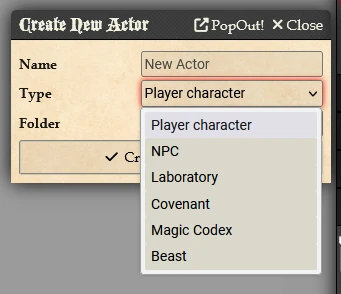 Create New Actor PopOut! Close
Name New Actor
Type Player character
Folder
Player character
NPC
Laboratory
Covenant
Magic Codex
Beast